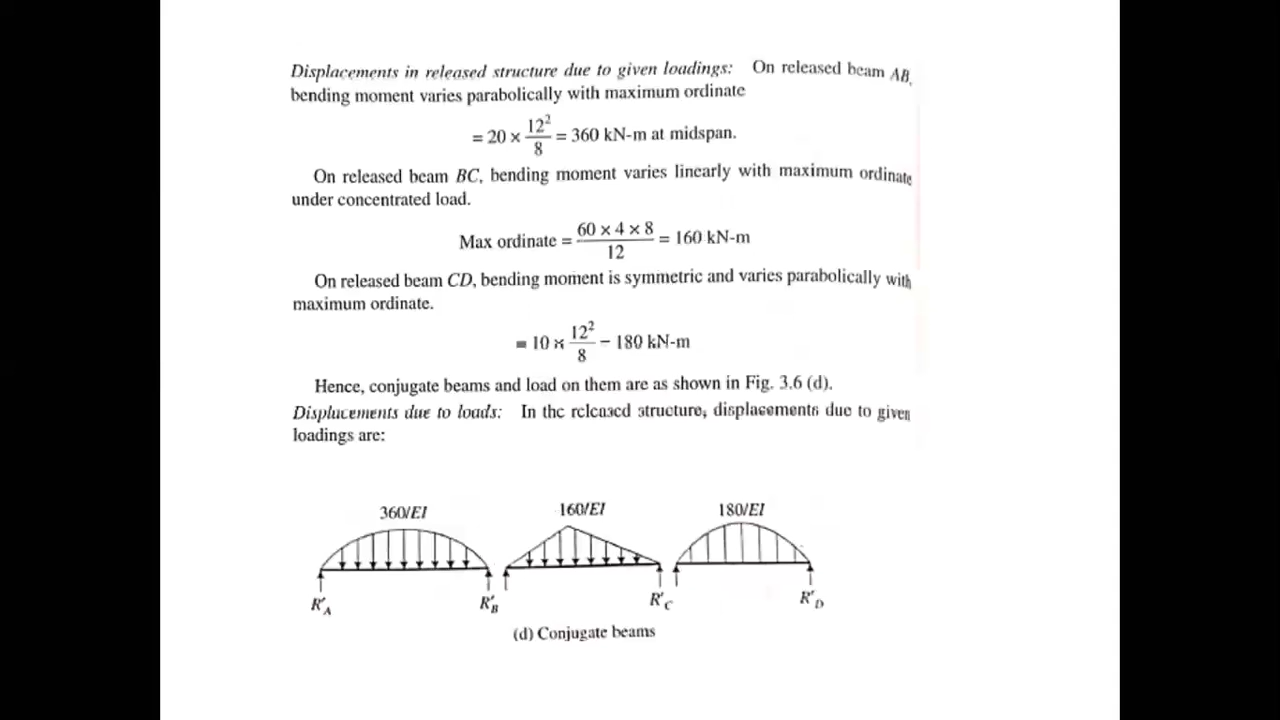 Displacements in released structure due to given loadings: On released beam AB,
bending moment varies parabolically with maximum ordinate
= 20 × 12²/8 = 360 kN-m at midspan.
On released beam BC, bending moment varies linearly with maximum ordinate
under concentrated load.
Max ordinate = 60 × 4 × 8/12 = 160 kN-m
On released beam CD, bending moment is symmetric and varies parabolically with
maximum ordinate.
= 10 × 12²/8 = 180 kN-m
Hence, conjugate beams and load on them are as shown in Fig. 3.6 (d).
Displacements due to loads: In the released structure, displacements due to given
loadings are:
360/EI 160/EI 180/EI
R'A R'B R'C R'D
(d) Conjugate beams